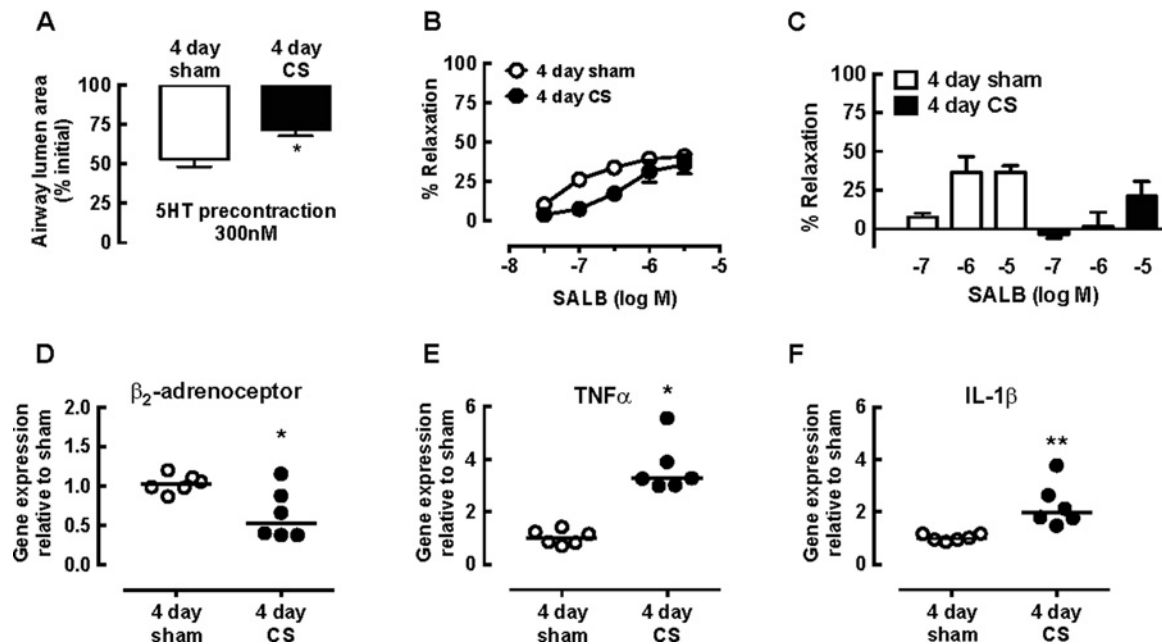 A
4 day sham
4 day CS
Airway lumen area
(% initial)
100
75
50
25
0
*
5HT precontraction
300nM
B
4 day sham
4 day CS
% Relaxation
100
75
50
25
0
-8
-7
-6
-5
SALB (log M)
C
4 day sham
4 day CS
% Relaxation
100
75
50
25
0
-7
-6
-5
-7
-6
-5
SALB (log M)
D
β2-adrenoceptor
Gene expression
relative to sham
2.0
1.5
1.0
0.5
0.0
*
4 day
sham
4 day
CS
E
TNFα
Gene expression
relative to sham
6
4
2
0
*
4 day
sham
4 day
CS
F
IL-1β
Gene expression
relative to sham
6
4
2
0
**
4 day
sham
4 day
CS